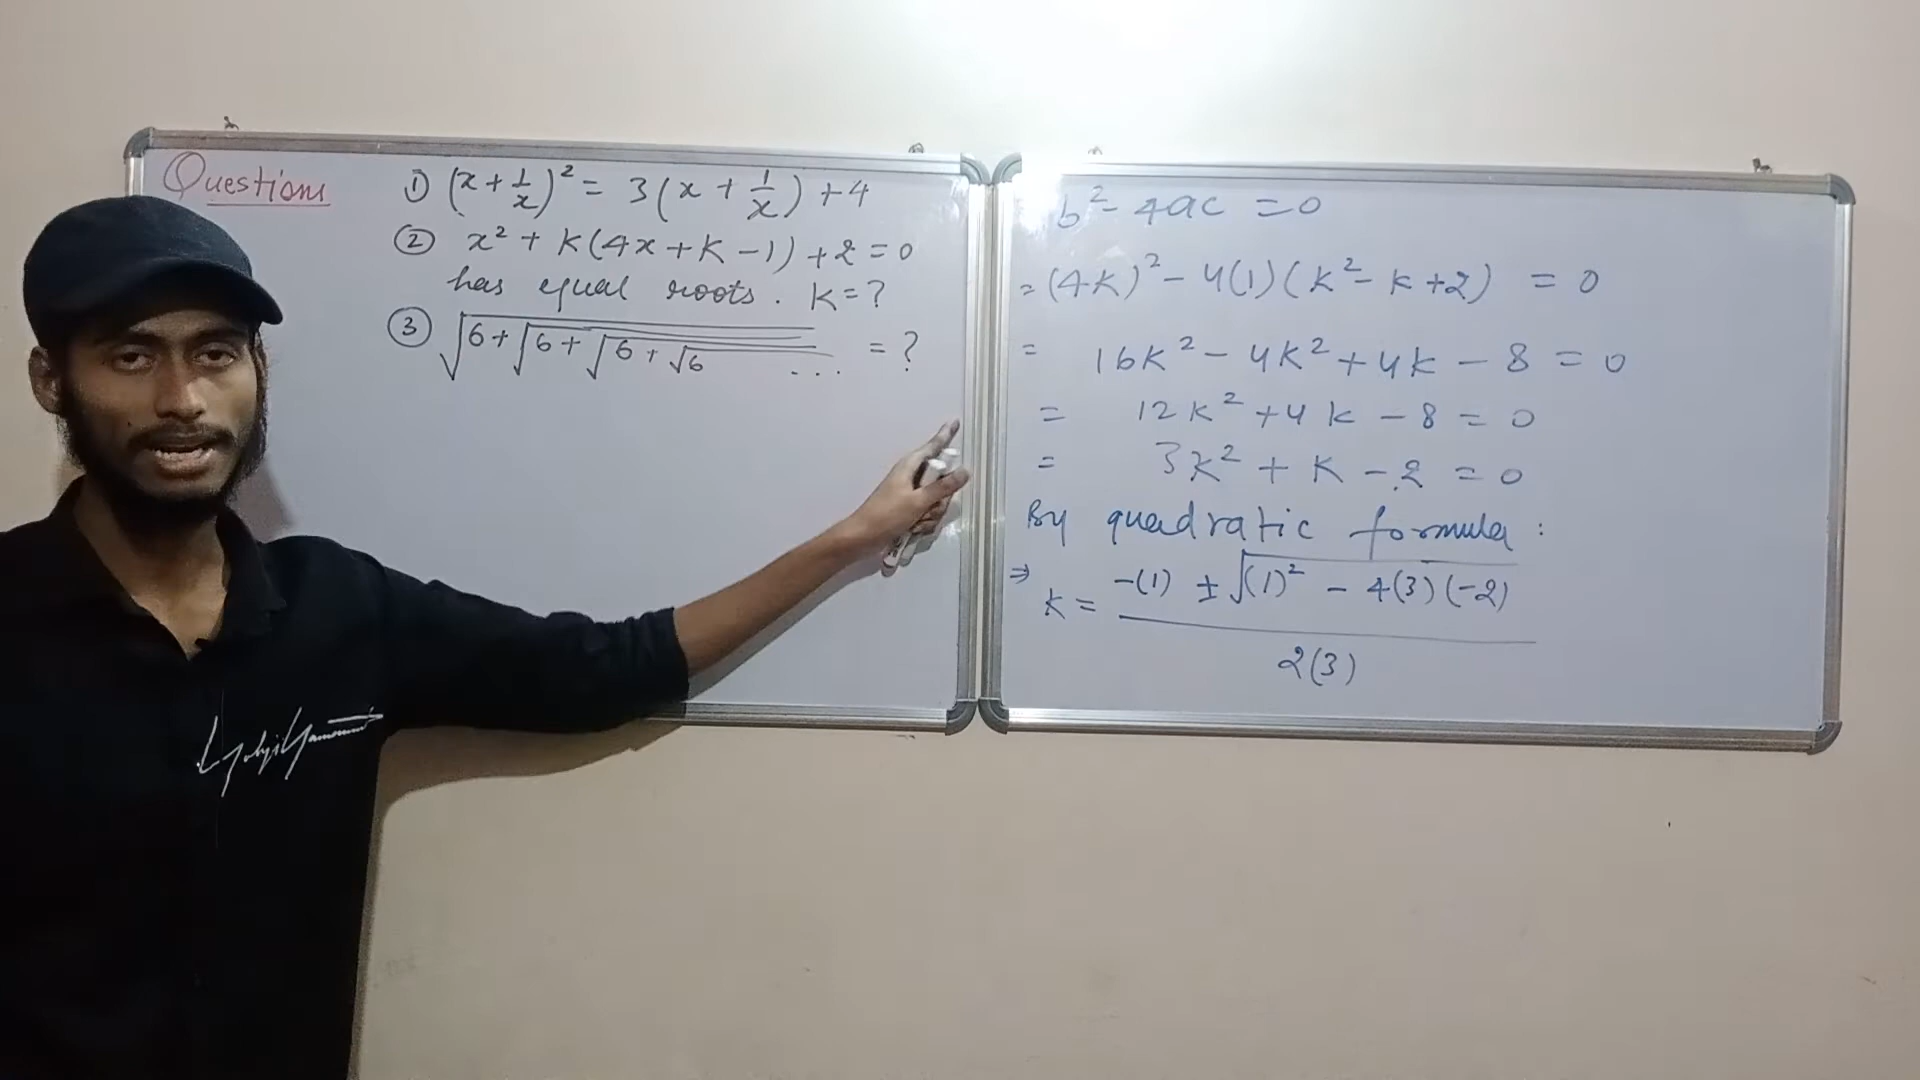 Questions
1) (x + 1/x)² = 3(x + 1/x) + 4
② x² + k(4x + k - 1) + 2 = 0
has equal roots. k = ?
③ √6+√6+√6+√6 ... = ?
b² - 4ac = 0
= (4k)² - 4(1)(k² - k + 2) = 0
= 16k² - 4k² + 4k - 8 = 0
= 12k² + 4k - 8 = 0
= 3k² + k - 2 = 0
By quadratic formula :
⇒ k = -(1) ± √(1)² - 4(3)(-2)
2(3)